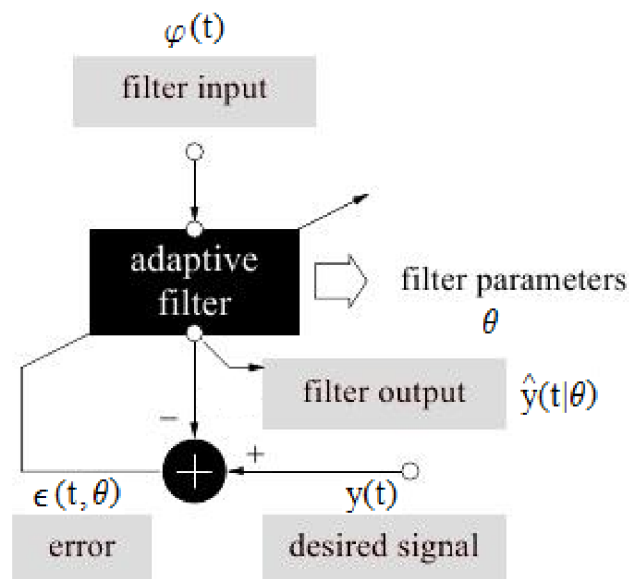 φ(t)
filter input
adaptive
filter
filter parameters
θ
filter output
ŷ(t|θ)
−
+
ϵ(t,θ)
y(t)
error
desired signal